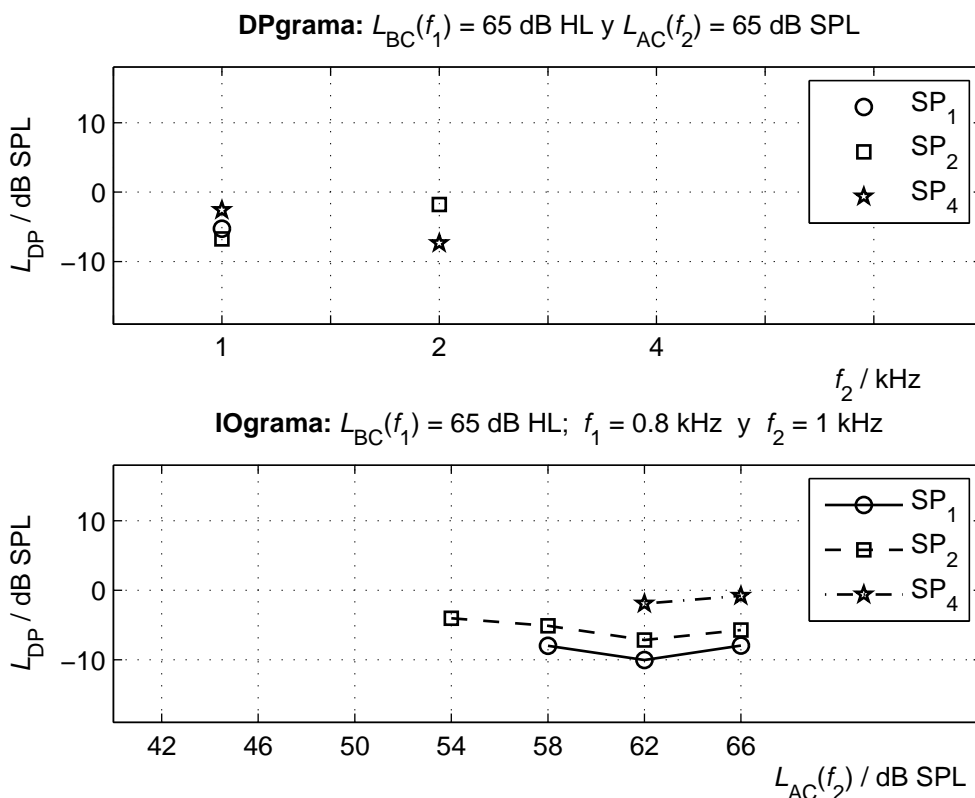 DPgrama: L_BC(f_1) = 65 dB HL y L_AC(f_2) = 65 dB SPL
L_DP / dB SPL
10
0
−10
1
2
4
f_2 / kHz
SP_1
SP_2
SP_4
IOgrama: L_BC(f_1) = 65 dB HL; f_1 = 0.8 kHz y f_2 = 1 kHz
L_DP / dB SPL
10
0
−10
42
46
50
54
58
62
66
L_AC(f_2) / dB SPL
SP_1
SP_2
SP_4